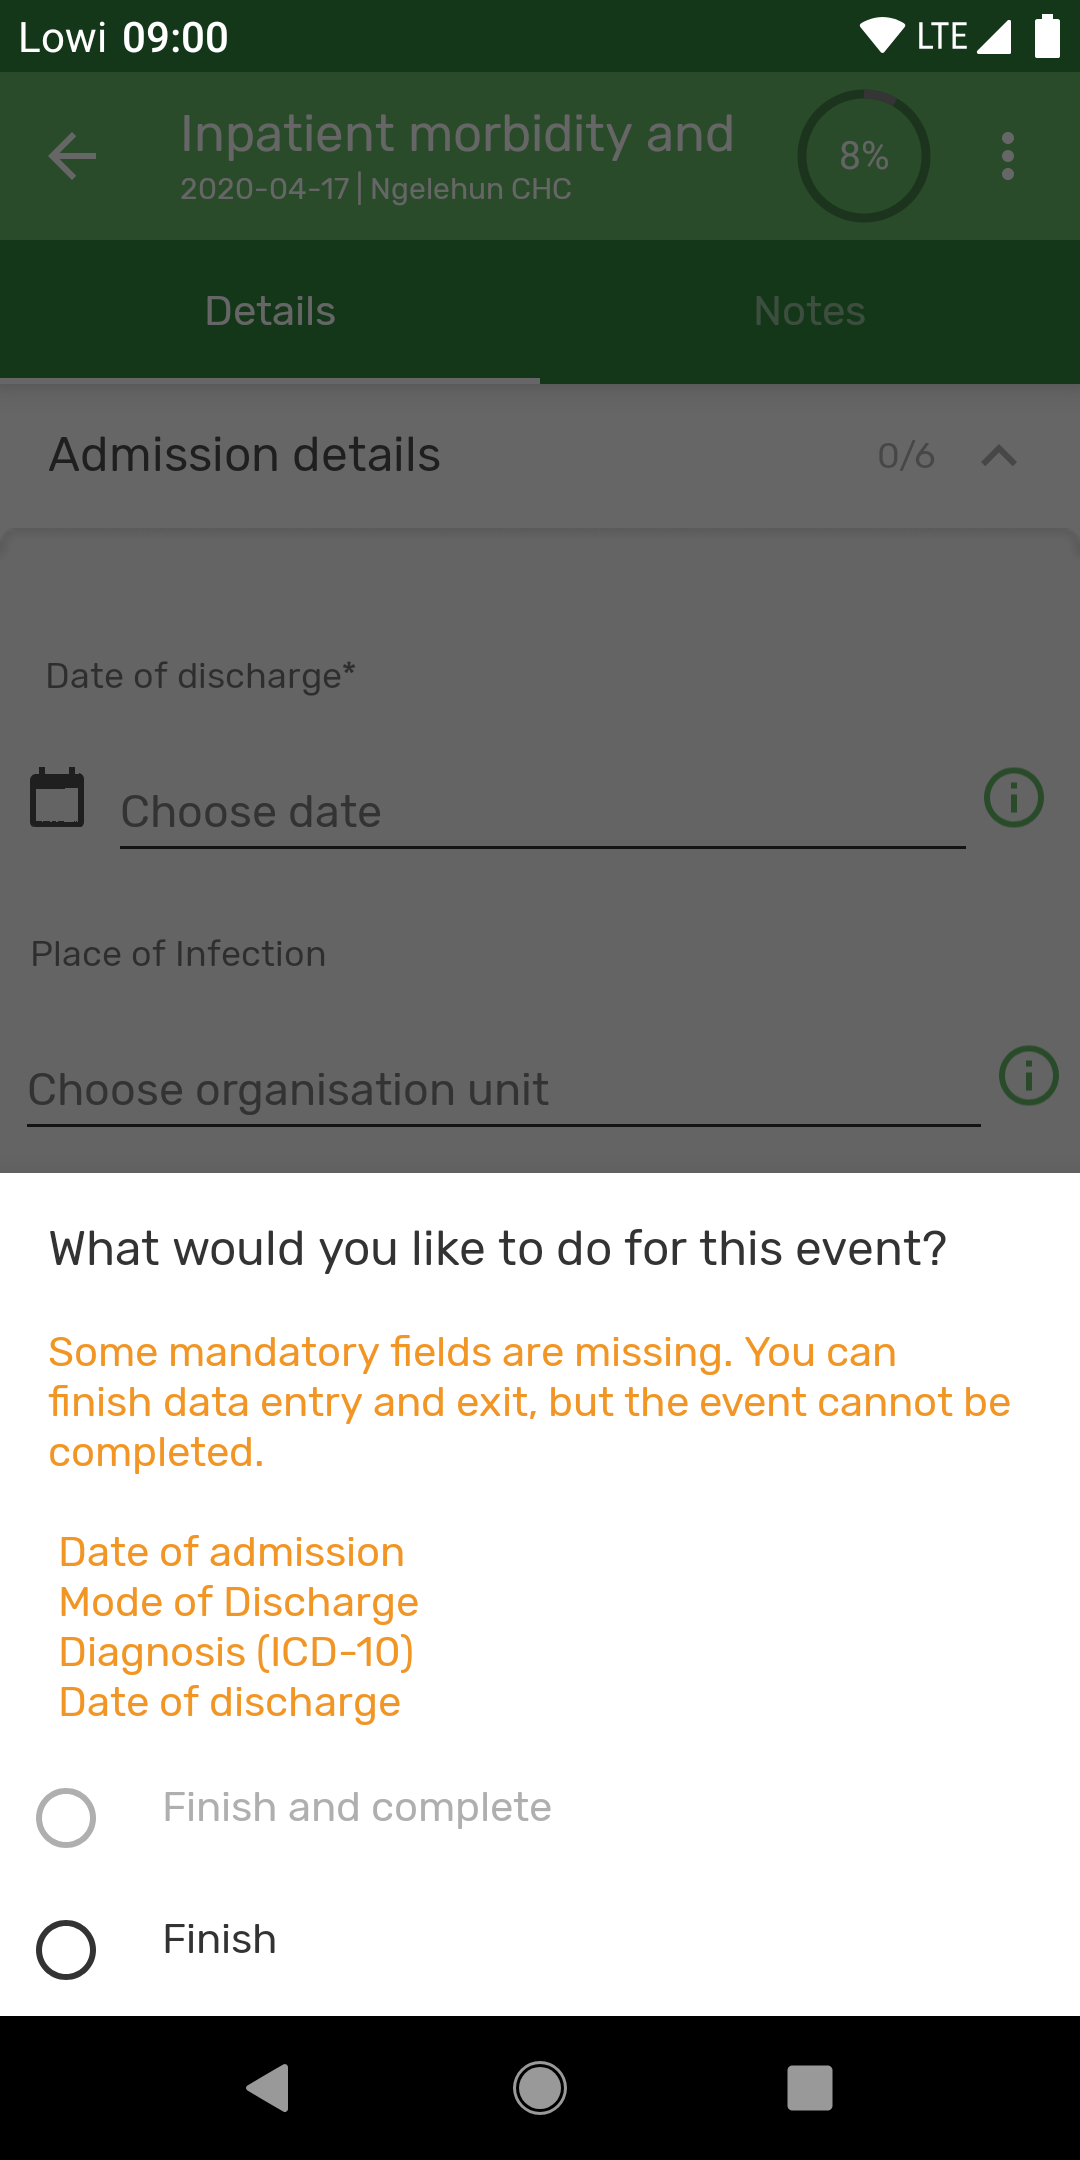 Lowi 09:00 LTE
Inpatient morbidity and
2020-04-17 | Ngelehun CHC
8%
Details Notes
Admission details 0/6
Date of discharge*
Choose date
Place of Infection
Choose organisation unit
What would you like to do for this event?
Some mandatory fields are missing. You can
finish data entry and exit, but the event cannot be
completed.
Date of admission
Mode of Discharge
Diagnosis (ICD-10)
Date of discharge
Finish and complete
Finish